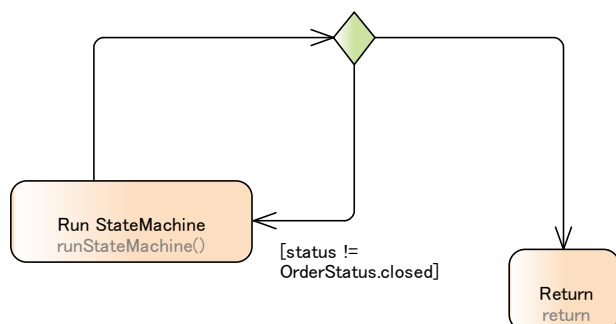 Run StateMachine
runStateMachine()
[status !=
OrderStatus.closed]
Return
return